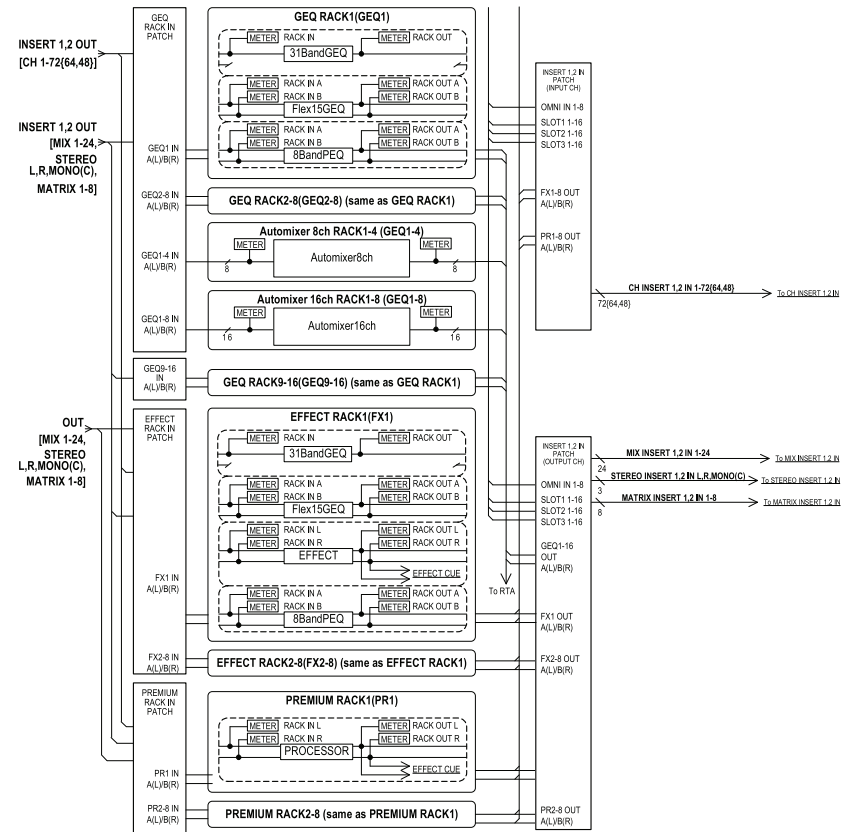 INSERT 1,2 OUT
[CH 1-72{64,48}]
INSERT 1,2 OUT
[MIX 1-24,
STEREO
L,R,MONO(C),
MATRIX 1-8]
OUT
[MIX 1-24,
STEREO
L,R,MONO(C),
MATRIX 1-8]
GEQ
RACK IN
PATCH
GEQ1 IN
A(L)/B(R)
GEQ2-8 IN
A(L)/B(R)
GEQ1-4 IN
A(L)/B(R)
GEQ1-8 IN
A(L)/B(R)
GEQ9-16
IN
A(L)/B(R)
EFFECT
RACK IN
PATCH
FX1 IN
A(L)/B(R)
FX2-8 IN
A(L)/B(R)
PREMIUM
RACK IN
PATCH
PR1 IN
A(L)/B(R)
PR2-8 IN
A(L)/B(R)
GEQ RACK1(GEQ1)
METER RACK IN METER RACK OUT
31BandGEQ
METER RACK IN A METER RACK OUT A
METER RACK IN B METER RACK OUT B
Flex15GEQ
METER RACK IN A METER RACK OUT A
METER RACK IN B METER RACK OUT B
8BandPEQ
GEQ RACK2-8(GEQ2-8) (same as GEQ RACK1)
Automixer 8ch RACK1-4 (GEQ1-4)
METER METER
Automixer8ch
8 8
Automixer 16ch RACK1-8 (GEQ1-8)
METER METER
Automixer16ch
16 16
GEQ RACK9-16(GEQ9-16) (same as GEQ RACK1)
EFFECT RACK1(FX1)
METER RACK IN METER RACK OUT
31BandGEQ
METER RACK IN A METER RACK OUT A
METER RACK IN B METER RACK OUT B
Flex15GEQ
METER RACK IN L METER RACK OUT L
METER RACK IN R METER RACK OUT R
EFFECT
EFFECT CUE
METER RACK IN A METER RACK OUT A
METER RACK IN B METER RACK OUT B
8BandPEQ
EFFECT RACK2-8(FX2-8) (same as EFFECT RACK1)
PREMIUM RACK1(PR1)
METER RACK IN L METER RACK OUT L
METER RACK IN R METER RACK OUT R
PROCESSOR
EFFECT CUE
PREMIUM RACK2-8 (same as PREMIUM RACK1)
To RTA
INSERT 1,2 IN
PATCH
(INPUT CH)
OMNI IN 1-8
SLOT1 1-16
SLOT2 1-16
SLOT3 1-16
FX1-8 OUT
A(L)/B(R)
PR1-8 OUT
A(L)/B(R)
CH INSERT 1,2 IN 1-72{64,48}
72{64,48}
To CH INSERT 1,2 IN
INSERT 1,2 IN
PATCH
(OUTPUT CH)
OMNI IN 1-8
SLOT1 1-16
SLOT2 1-16
SLOT3 1-16
GEQ1-16
OUT
A(L)/B(R)
FX1 OUT
A(L)/B(R)
FX2-8 OUT
A(L)/B(R)
PR2-8 OUT
A(L)/B(R)
MIX INSERT 1,2 IN 1-24
24
To MIX INSERT 1,2 IN
STEREO INSERT 1,2 IN L,R,MONO(C)
3
To STEREO INSERT 1,2 IN
MATRIX INSERT 1,2 IN 1-8
8
To MATRIX INSERT 1,2 IN